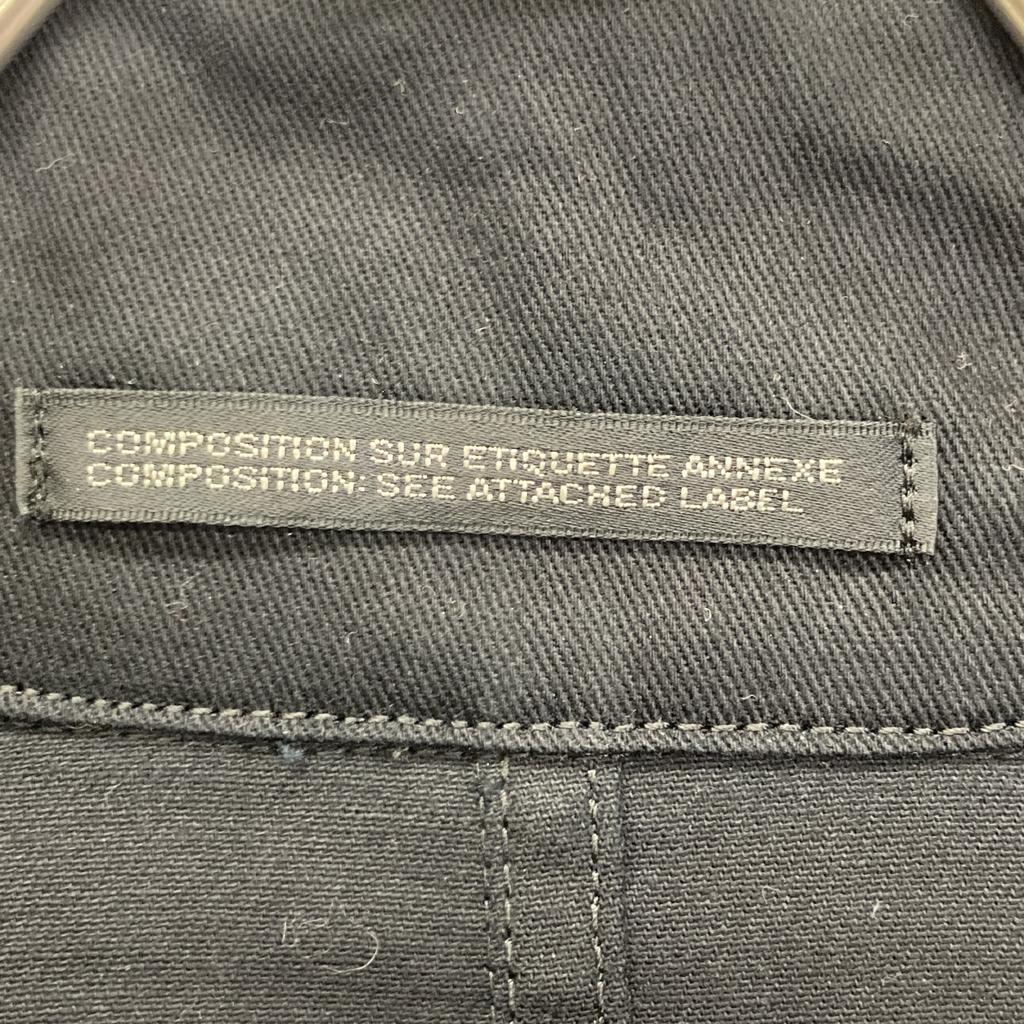 COMPOSITION SUR ETIQUETTE ANNEXE
COMPOSITION: SEE ATTACHED LABEL